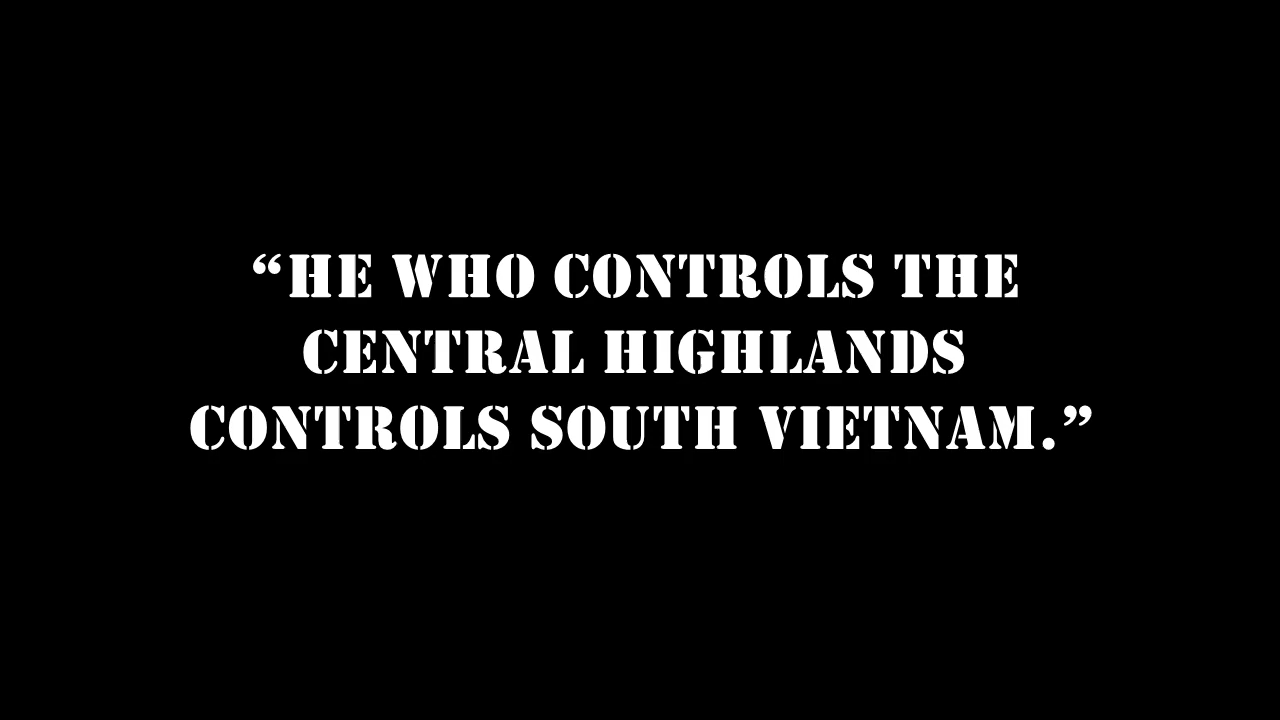 “HE WHO CONTROLS THE
CENTRAL HIGHLANDS
CONTROLS SOUTH VIETNAM.”